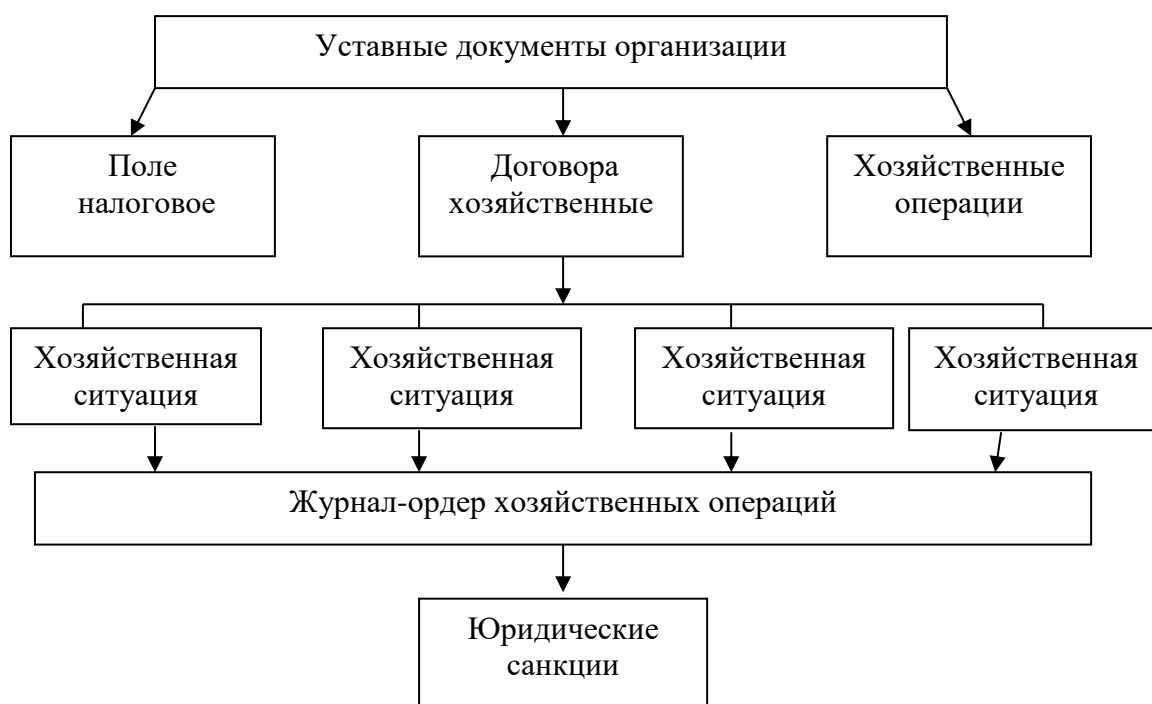 Уставные документы организации
Поле
налоговое
Договора
хозяйственные
Хозяйственные
операции
Хозяйственная
ситуация
Хозяйственная
ситуация
Хозяйственная
ситуация
Хозяйственная
ситуация
Журнал-ордер хозяйственных операций
Юридические
санкции